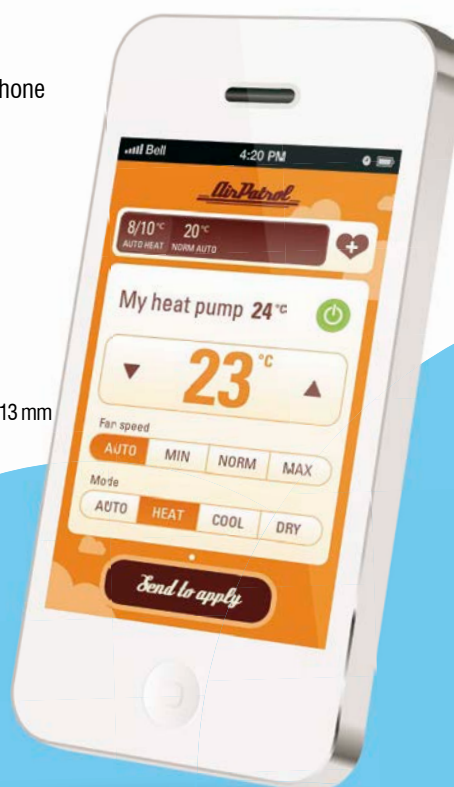 hone
Bell 4:20 PM
AirPatrol
8/10°C 20°C
AUTO HEAT NORM AUTO
My heat pump 24°C
23°C
Fan speed
AUTO MIN NORM MAX
Mode
AUTO HEAT COOL DRY
Send to apply
13 mm